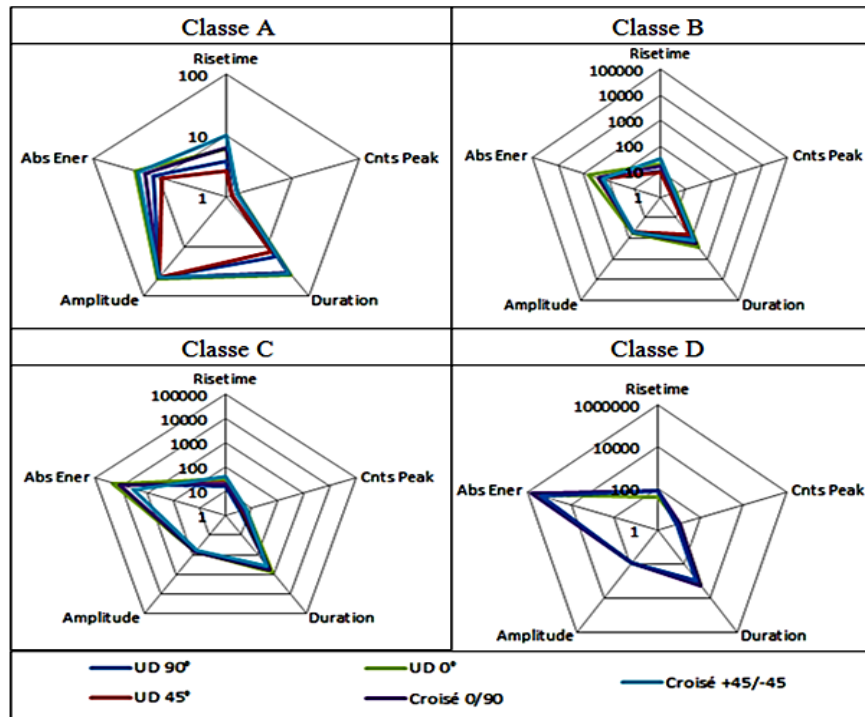 Classe A
Classe B
Risetime
100
10
1
Abs Ener
Cnts Peak
Amplitude
Duration
Risetime
100000
10000
1000
100
10
1
Abs Ener
Cnts Peak
Amplitude
Duration
Classe C
Classe D
Risetime
100000
10000
1000
100
10
1
Abs Ener
Cnts Peak
Amplitude
Duration
Risetime
1000000
10000
100
1
Abs Ener
Cnts Peak
Amplitude
Duration
UD 90°
UD 0°
Croisé +45/-45
UD 45°
Croisé 0/90